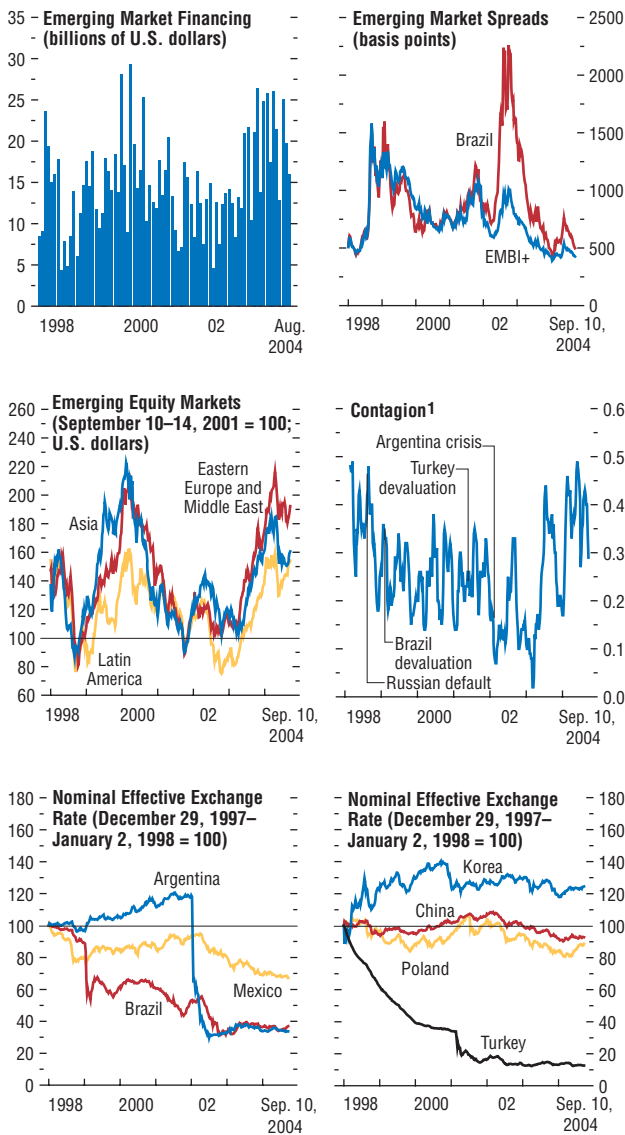 Emerging Market Financing
(billions of U.S. dollars)
35
30
25
20
15
10
5
0
1998
2000
02
Aug.
2004
Emerging Market Spreads
(basis points)
2500
2250
1500
1000
500
0
Brazil
EMBI+
1998
2000
02
Sep. 10,
2004
Emerging Equity Markets
(September 10–14, 2001 = 100;
U.S. dollars)
260
240
220
200
180
160
140
120
100
80
60
Asia
Eastern
Europe and
Middle East
Latin
America
1998
2000
02
Sep. 10,
2004
Contagion1
0.6
0.5
0.4
0.3
0.2
0.1
0.0
Argentina crisis
Turkey
devaluation
Brazil
devaluation
Russian default
1998
2000
02
Sep. 10,
2004
Nominal Effective Exchange
Rate (December 29, 1997–
January 2, 1998 = 100)
180
160
140
120
100
80
60
40
20
0
Argentina
Mexico
Brazil
1998
2000
02
Sep. 10,
2004
Nominal Effective Exchange
Rate (December 29, 1997–
January 2, 1998 = 100)
180
160
140
120
100
80
60
40
20
0
Korea
China
Poland
Turkey
1998
2000
02
Sep. 10,
2004